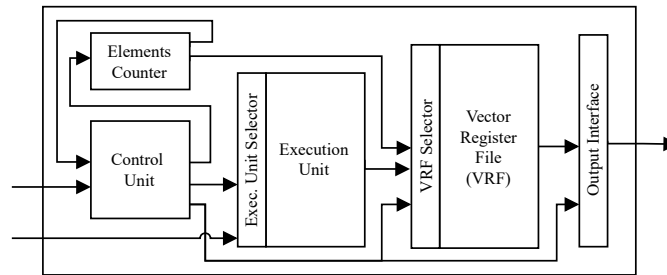 Elements
Counter
Control
Unit
Exec. Unit Selector
Execution
Unit
VRF Selector
Vector
Register
File
(VRF)
Output Interface